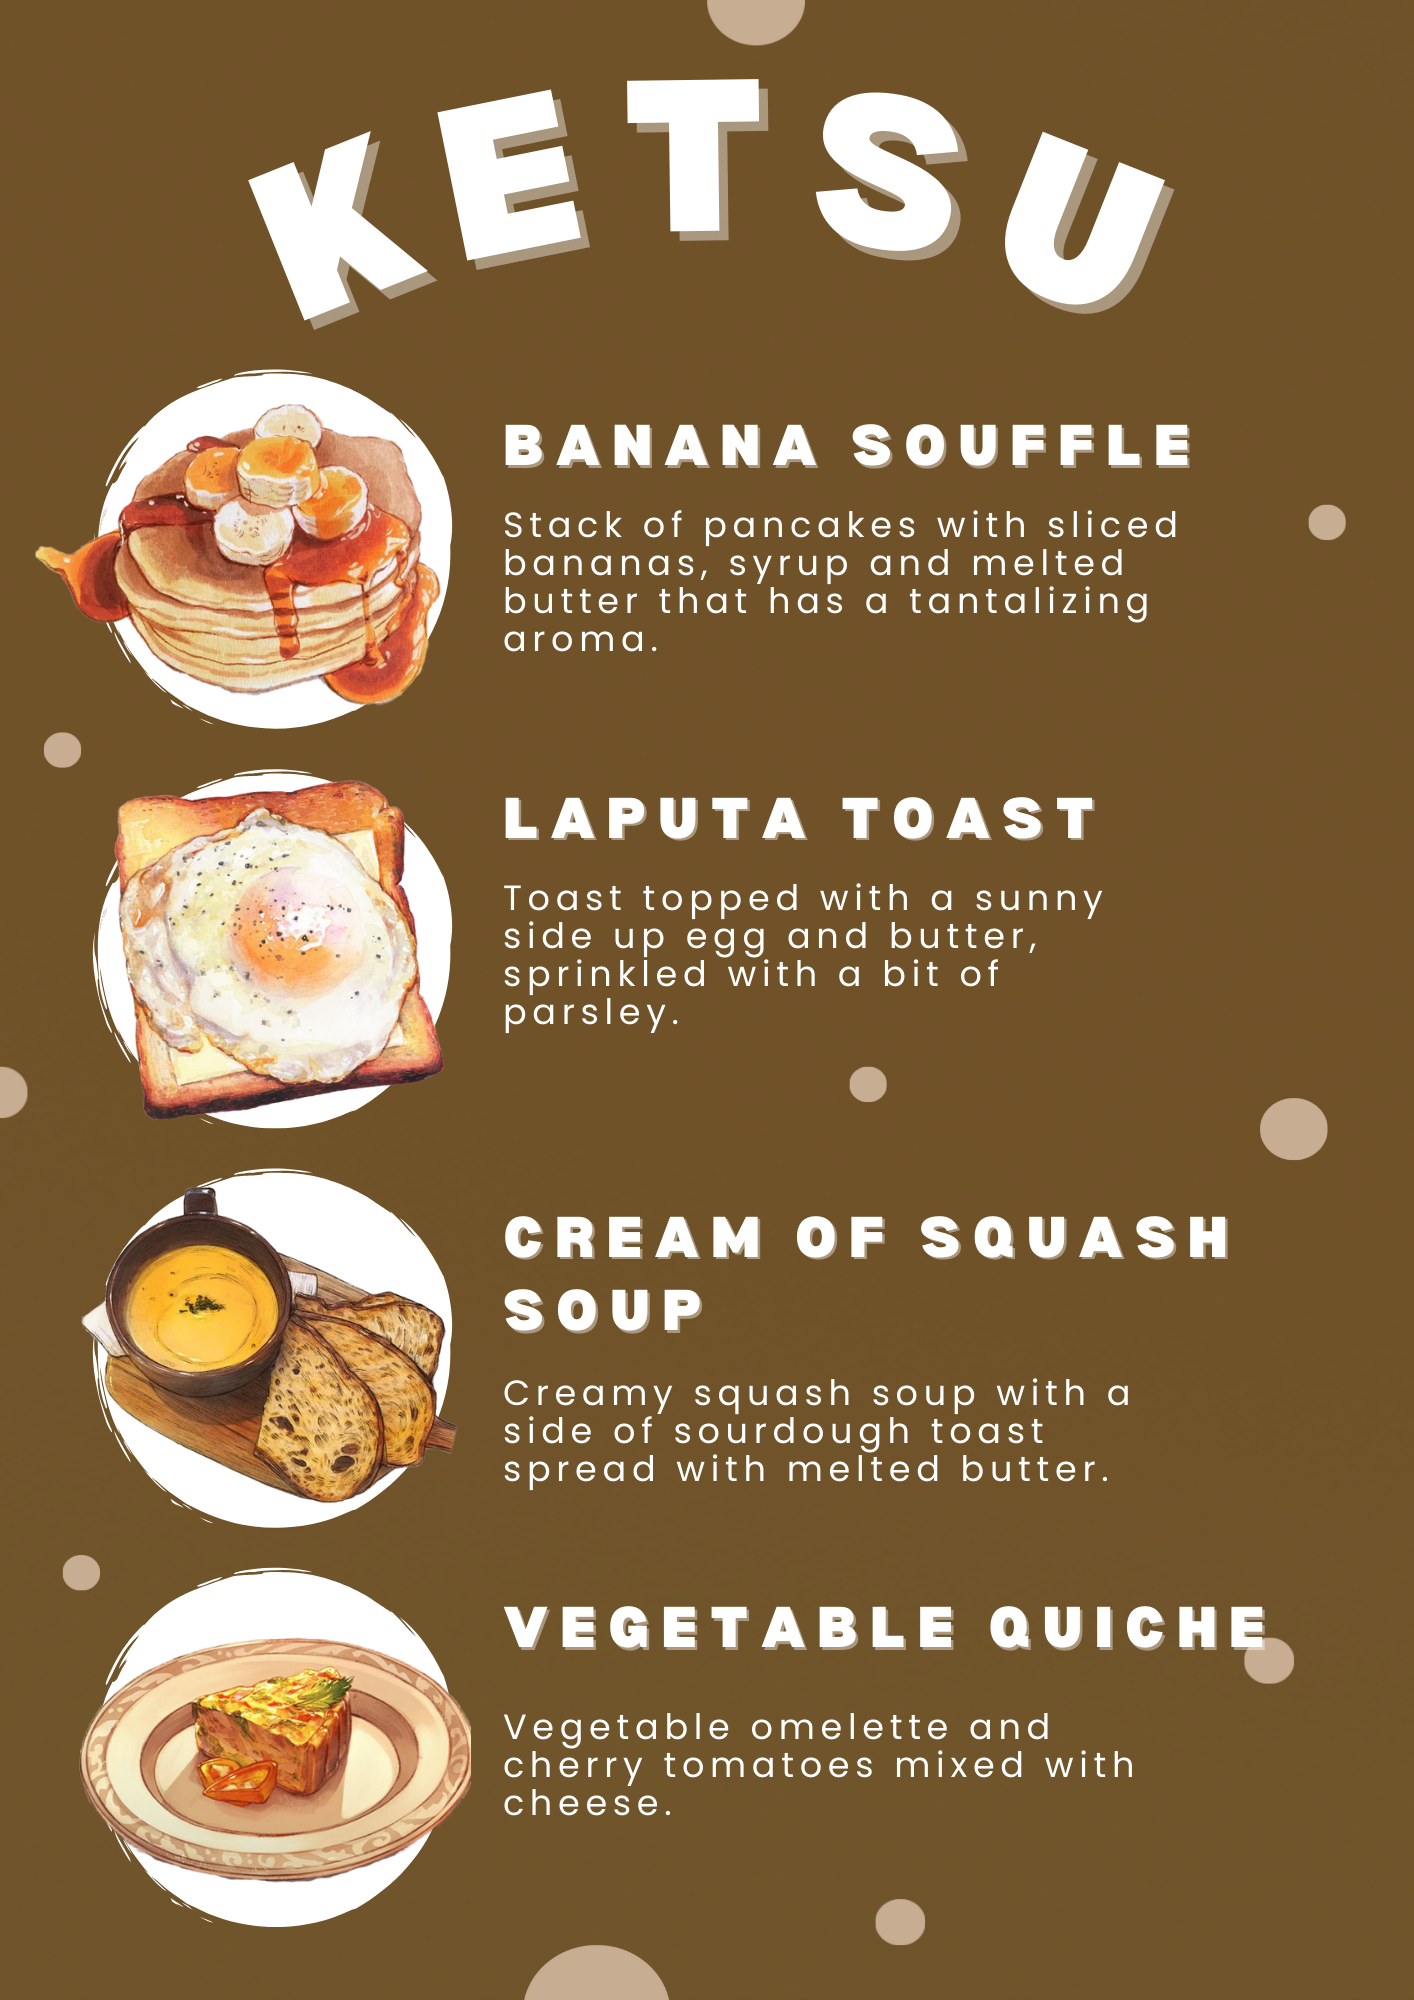 KETSU
BANANA SOUFFLE
Stack of pancakes with sliced
bananas, syrup and melted
butter that has a tantalizing
aroma.
LAPUTA TOAST
Toast topped with a sunny
side up egg and butter,
sprinkled with a bit of
parsley.
CREAM OF SQUASH
SOUP
Creamy squash soup with a
side of sourdough toast
spread with melted butter.
VEGETABLE QUICHE
Vegetable omelette and
cherry tomatoes mixed with
cheese.